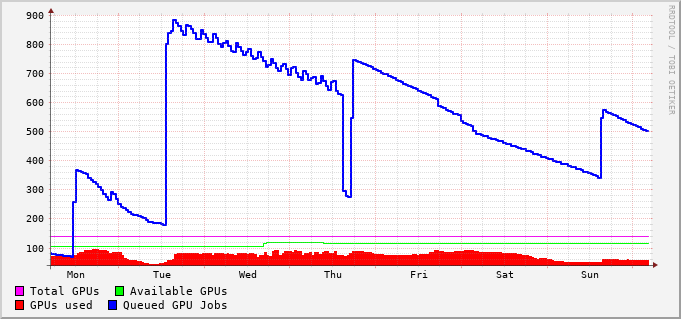 900
800
700
600
500
400
300
200
100
Mon Tue Wed Thu Fri Sat Sun
Total GPUs Available GPUs
GPUs used Queued GPU Jobs
RRDTOOL / TOBI OETIKER